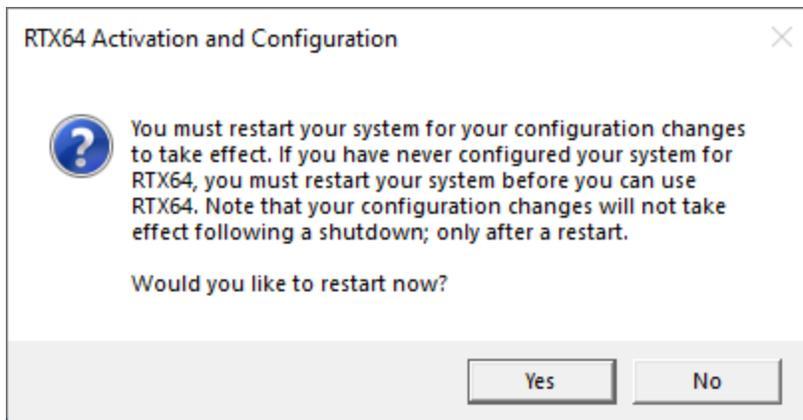 RTX64 Activation and Configuration
You must restart your system for your configuration changes
to take effect. If you have never configured your system for
RTX64, you must restart your system before you can use
RTX64. Note that your configuration changes will not take
effect following a shutdown; only after a restart.
Would you like to restart now?
Yes
No